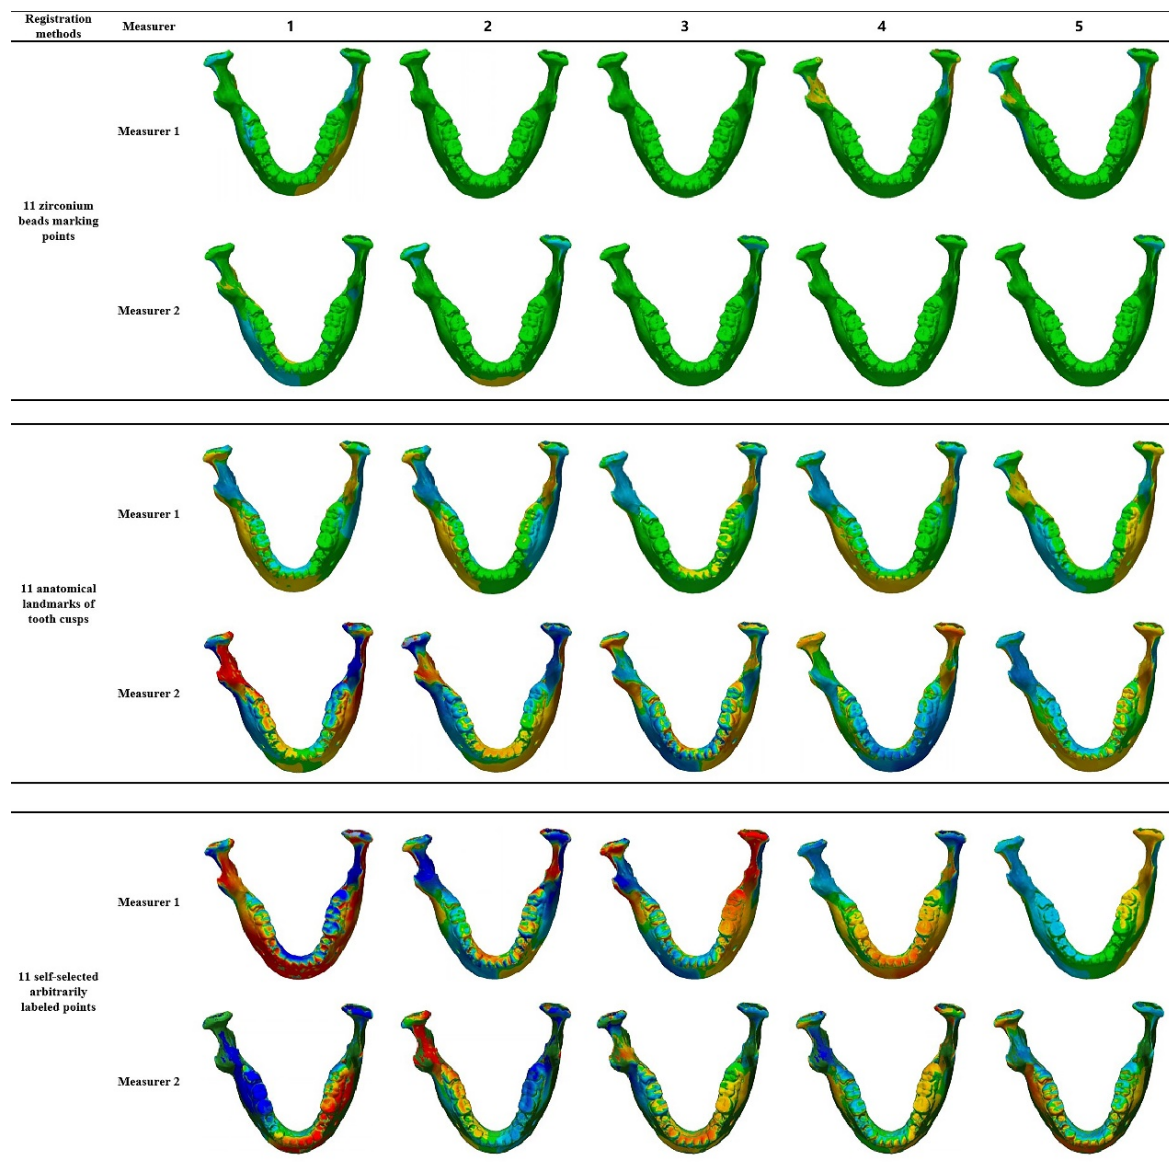 Registration methods Measurer 1 2 3 4 5
Measurer 1
11 zirconium
beads marking
points
Measurer 2
Measurer 1
11 anatomical
landmarks of
tooth cusps
Measurer 2
Measurer 1
11 self-selected
arbitrarily
labeled points
Measurer 2